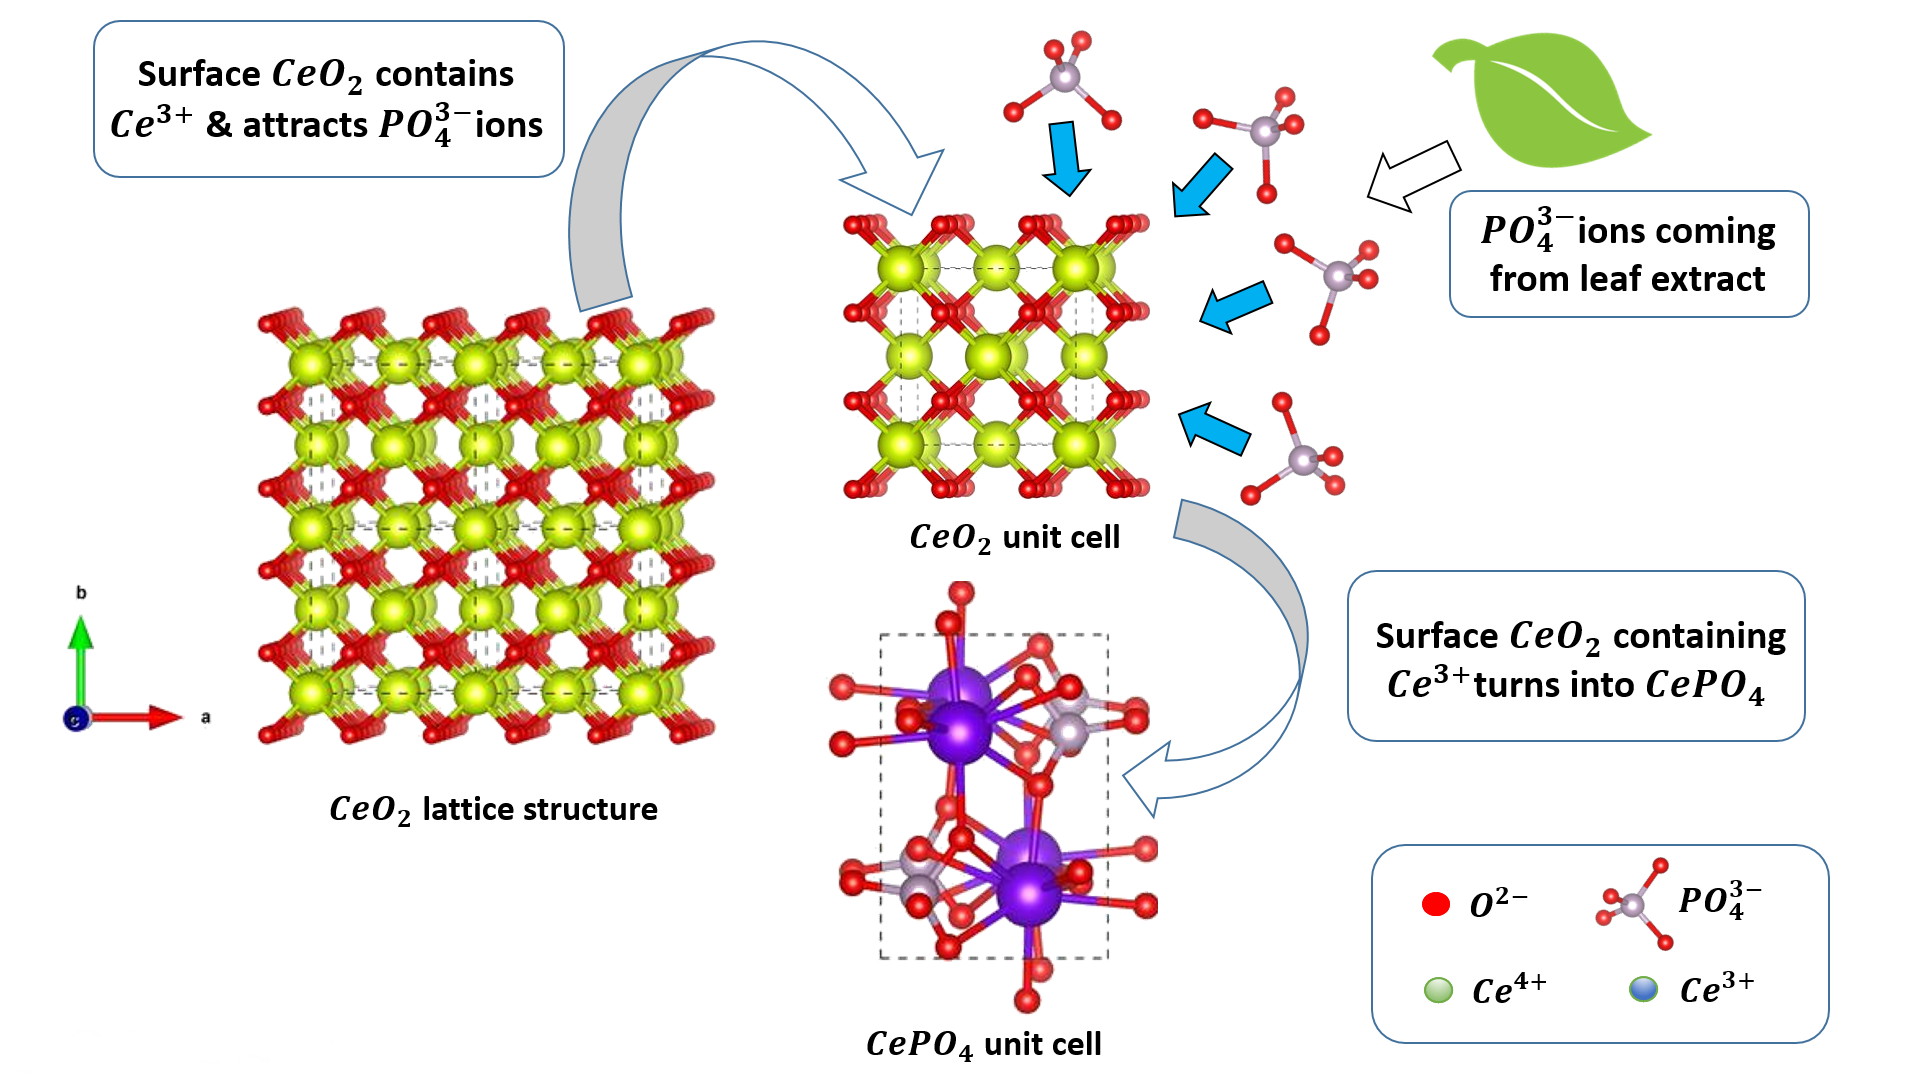 Surface CeO₂ contains
Ce³⁺ & attracts PO₄³⁻ ions
PO₄³⁻ ions coming
from leaf extract
CeO₂ unit cell
b
c
a
CeO₂ lattice structure
Surface CeO₂ containing
Ce³⁺ turns into CePO₄
O²⁻ PO₄³⁻
Ce⁴⁺ Ce³⁺
CePO₄ unit cell